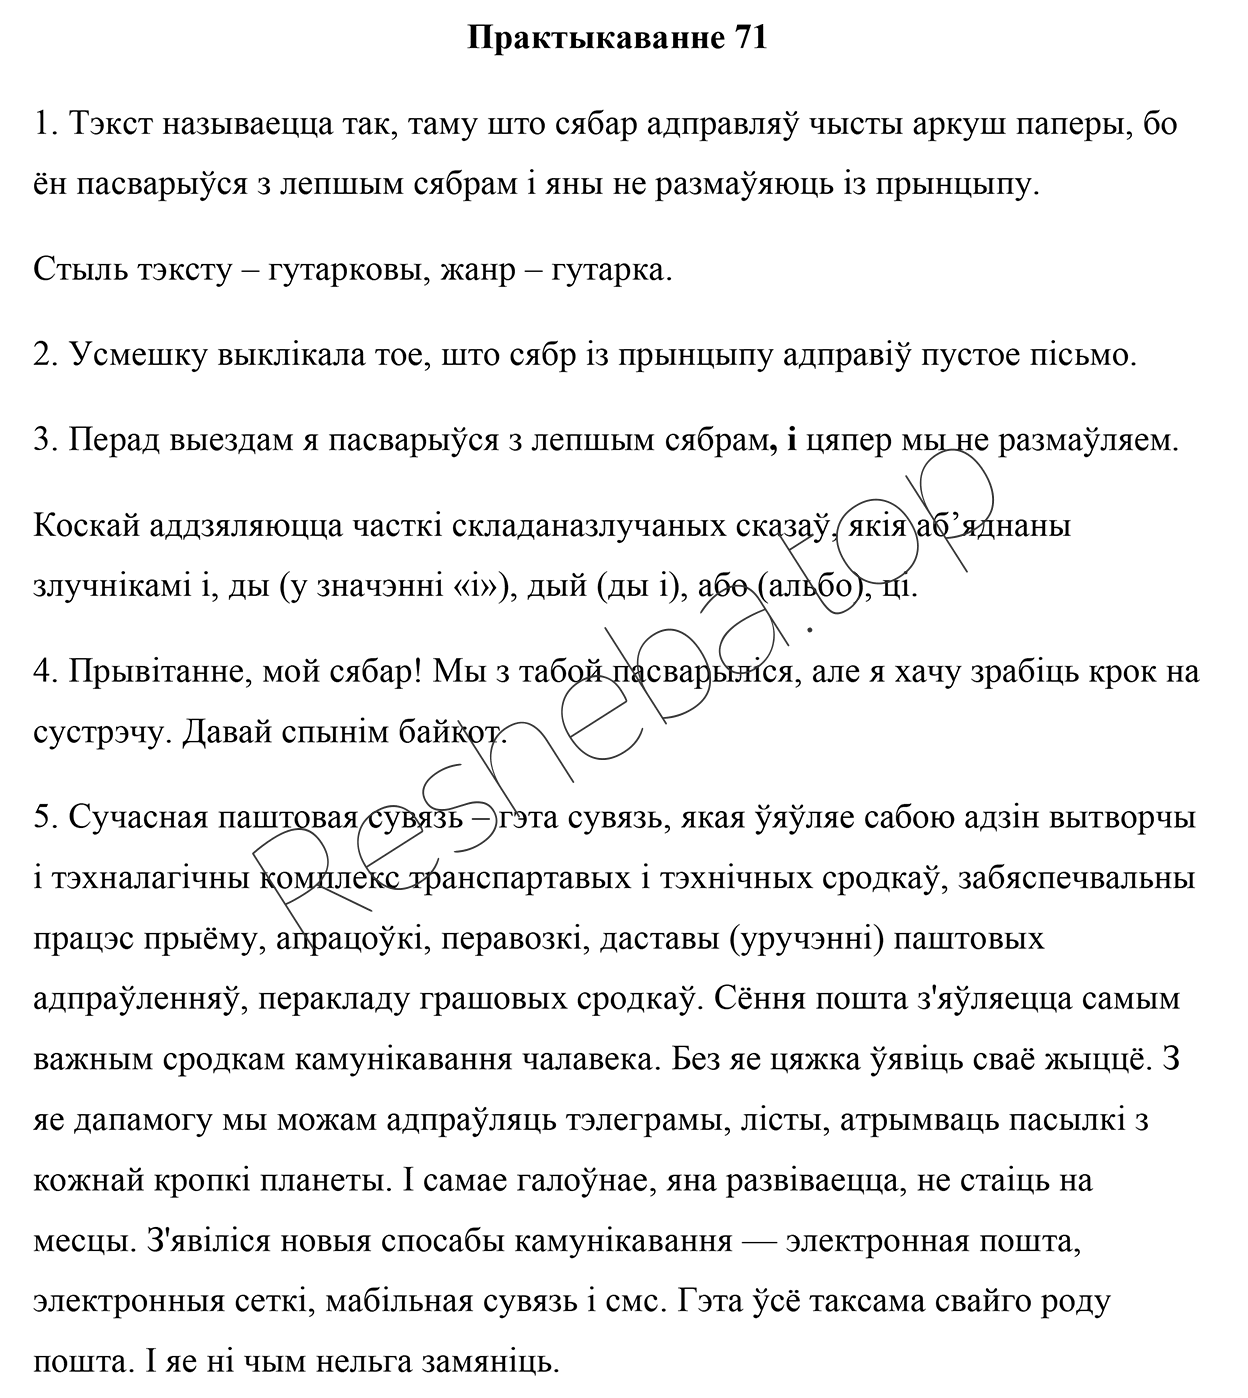 Практыкаванне 71
1. Тэкст называецца так, таму што сябар адправляў чысты аркуш паперы, бо
ён пасварыўся з лепшым сябрам і яны не размаўяюць із прынцыпу.
Стыль тэксту – гутарковы, жанр – гутарка.
2. Усмешку выклікала тое, што сябр із прынцыпу адправіў пустое пісьмо.
3. Перад выездам я пасварыўся з лепшым сябрам, і цяпер мы не размаўляем.
Коскай аддзяляюцца часткі складаназлучаных сказаў, якія аб’яднаны
злучнікамі і, ды (у значэнні «і»), дый (ды і), або (альбо), ці.
4. Прывітанне, мой сябар! Мы з табой пасварыліся, але я хачу зрабіць крок на
сустрэчу. Давай спынім байкот.
5. Сучасная паштовая сувязь – гэта сувязь, якая ўяўляе сабою адзін вытворчы
і тэхналагічны комплекс транспартавых і тэхнічных сродкаў, забяспечвальны
працэс прыёму, апрацоўкі, перавозкі, даставы (уручэнні) паштовых
адпраўленняў, перакладу грашовых сродкаў. Сёння пошта з'яўляецца самым
важным сродкам камунікавання чалавека. Без яе цяжка ўявіць сваё жыццё. З
яе дапамогу мы можам адпраўляць тэлеграмы, лісты, атрымваць пасылкі з
кожнай кропкі планеты. І самае галоўнае, яна развіваецца, не стаіць на
месцы. З'явіліся новыя спосабы камунікавання — электронная пошта,
электронныя сеткі, мабільная сувязь і смс. Гэта ўсё таксама свайго роду
пошта. І яе ні чым нельга замяніць.
Resheba.top